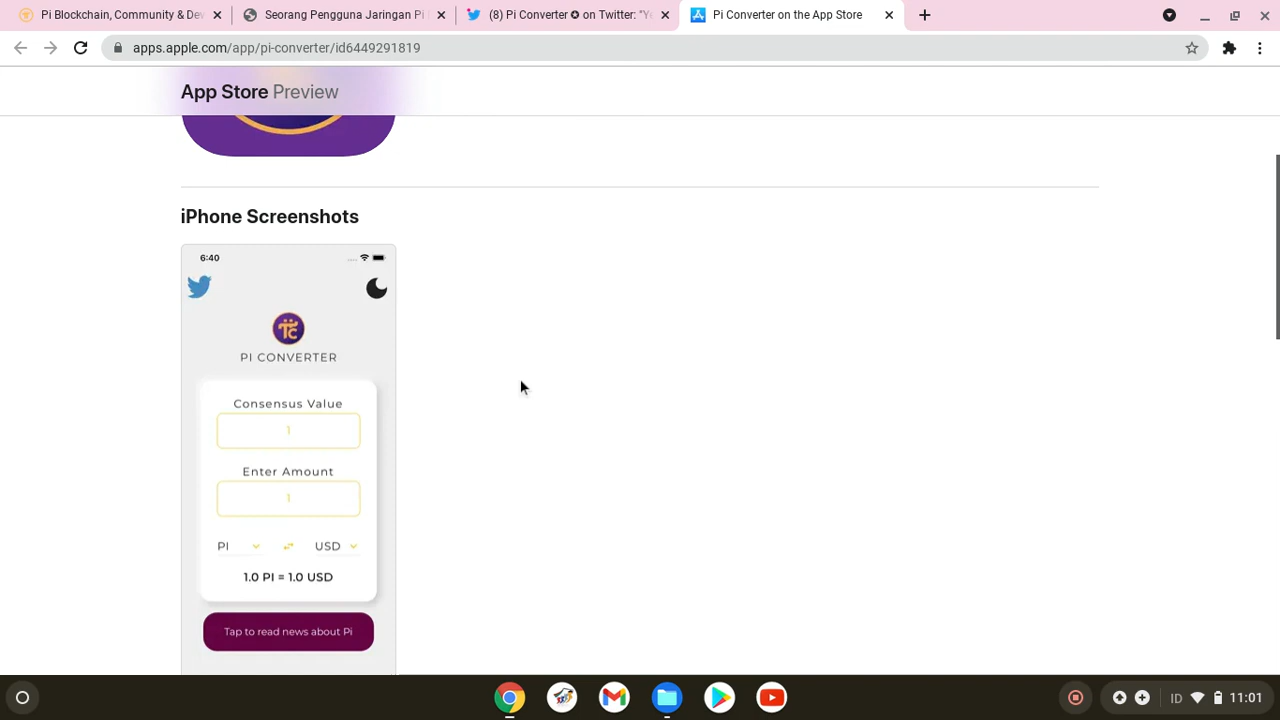 Pi Blockchain, Community & Dev
Seorang Pengguna Jaringan Pi
(8) Pi Converter ✪ on Twitter: "Ye
Pi Converter on the App Store
apps.apple.com/app/pi-converter/id6449291819
App Store Preview
iPhone Screenshots
6:40
PI CONVERTER
Consensus Value
1
Enter Amount
1
PI USD
1.0 PI = 1.0 USD
Tap to read news about Pi
ID 11:01